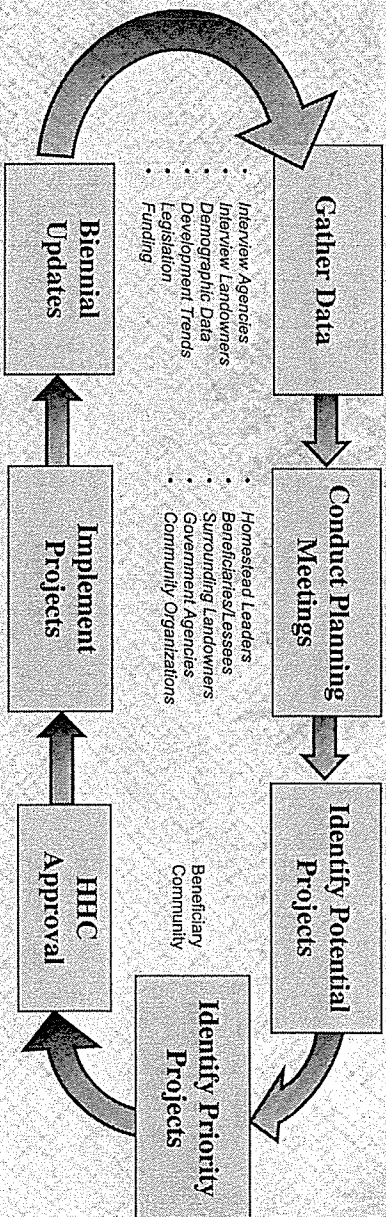 Gather Data
Interview Agencies
Interview Landowners
Demographic Data
Development Trends
Legislation
Funding
Conduct Planning
Meetings
Homestead Leaders
Beneficiaries/Lessees
Surrounding Landowners
Government Agencies
Community Organizations
Identify Potential
Projects
Beneficiary
Community
Identify Priority
Projects
HHC
Approval
Implement
Projects
Biennial
Updates